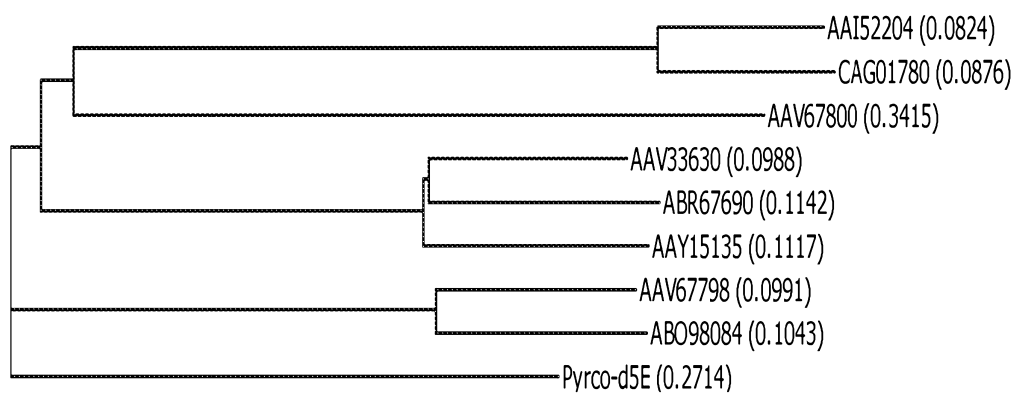 AAI52204 (0.0824)
CAG01780 (0.0876)
AAV67800 (0.3415)
AAV33630 (0.0988)
ABR67690 (0.1142)
AAY15135 (0.1117)
AAV67798 (0.0991)
ABO98084 (0.1043)
Pyrco-d5E (0.2714)